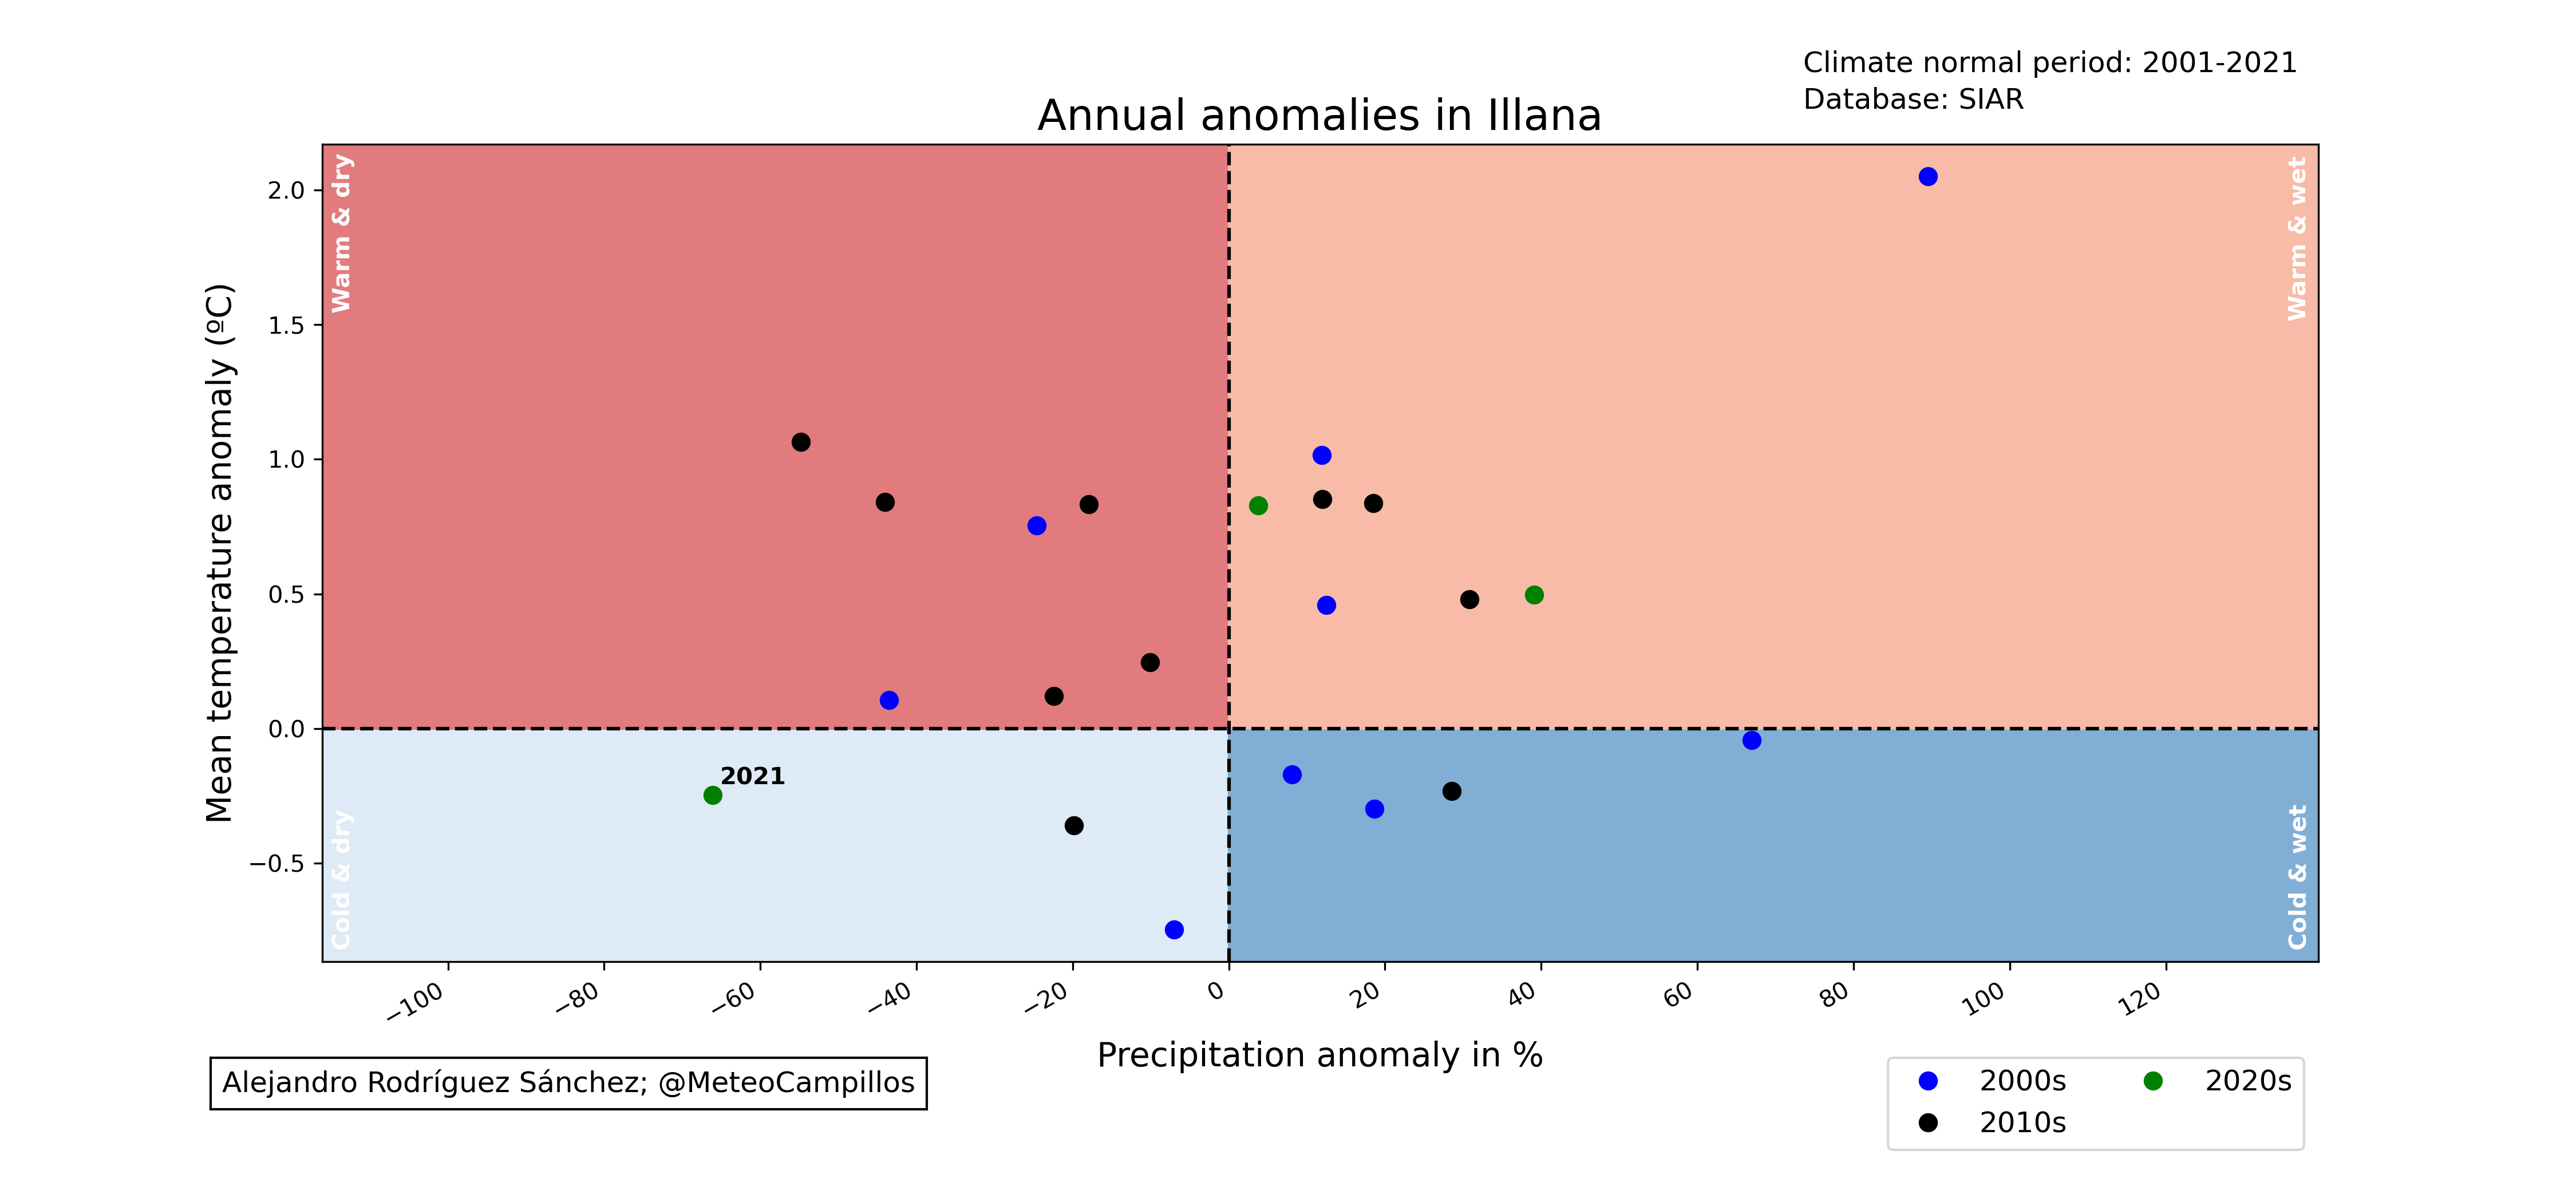 Climate normal period: 2001-2021
Database: SIAR
Annual anomalies in Illana
Mean temperature anomaly (ºC)
2.0
1.5
1.0
0.5
0.0
−0.5
Warm & dry
Warm & wet
2021
Cold & dry
Cold & wet
−100
−80
−60
−40
−20
0
20
40
60
80
100
120
Precipitation anomaly in %
Alejandro Rodríguez Sánchez; @MeteoCampillos
2000s
2010s
2020s